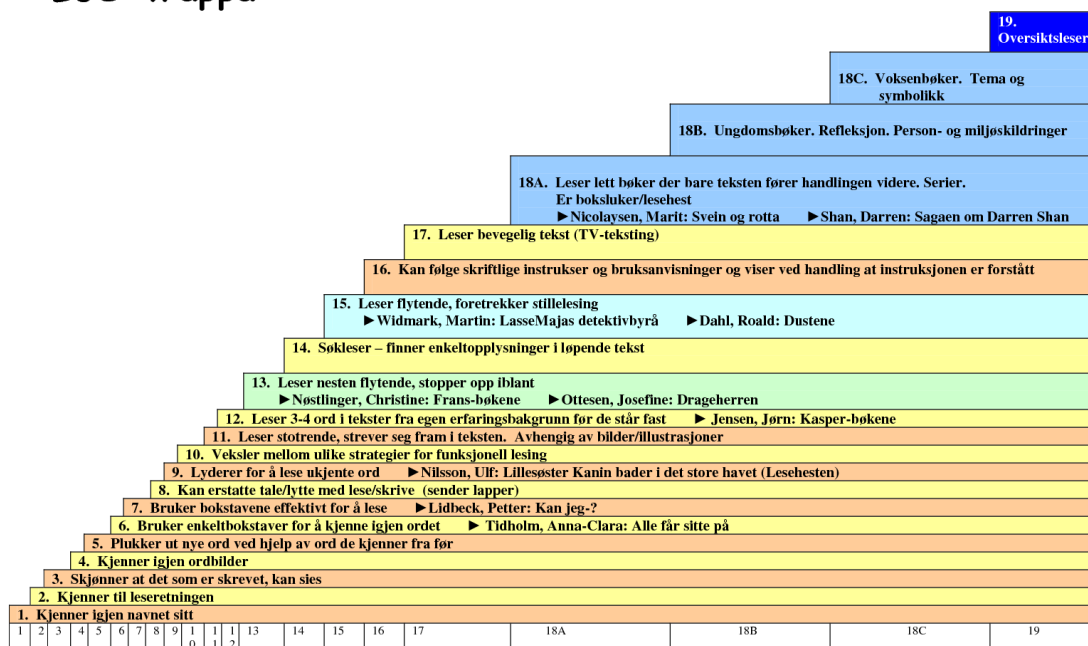 19.
Oversiktsleser
18C. Voksenbøker. Tema og
symbolikk
18B. Ungdomsbøker. Refleksjon. Person- og miljøskildringer
18A. Leser lett bøker der bare teksten fører handlingen videre. Serier.
Er boksluker/lesehest
►Nicolaysen, Marit: Svein og rotta ►Shan, Darren: Sagaen om Darren Shan
17. Leser bevegelig tekst (TV-teksting)
16. Kan følge skriftlige instrukser og bruksanvisninger og viser ved handling at instruksjonen er forstått
15. Leser flytende, foretrekker stillelesing
►Widmark, Martin: LasseMajas detektivbyrå ►Dahl, Roald: Dustene
14. Søkleser – finner enkeltopplysninger i løpende tekst
13. Leser nesten flytende, stopper opp iblant
►Nøstlinger, Christine: Frans-bøkene ►Ottesen, Josefine: Drageherren
12. Leser 3-4 ord i tekster fra egen erfaringsbakgrunn før de står fast ► Jensen, Jørn: Kasper-bøkene
11. Leser stotrende, strever seg fram i teksten. Avhengig av bilder/illustrasjoner
10. Veksler mellom ulike strategier for funksjonell lesing
9. Lyderer for å lese ukjente ord ►Nilsson, Ulf: Lillesøster Kanin bader i det store havet (Lesehesten)
8. Kan erstatte tale/lytte med lese/skrive (sender lapper)
7. Bruker bokstavene effektivt for å lese ►Lidbeck, Petter: Kan jeg-?
6. Bruker enkeltbokstaver for å kjenne igjen ordet ► Tidholm, Anna-Clara: Alle får sitte på
5. Plukker ut nye ord ved hjelp av ord de kjenner fra før
4. Kjenner igjen ordbilder
3. Skjønner at det som er skrevet, kan sies
2. Kjenner til leseretningen
1. Kjenner igjen navnet sitt
1 2 3 4 5 6 7 8 9 10 11 12 13 14 15 16 17 18A 18B 18C 19